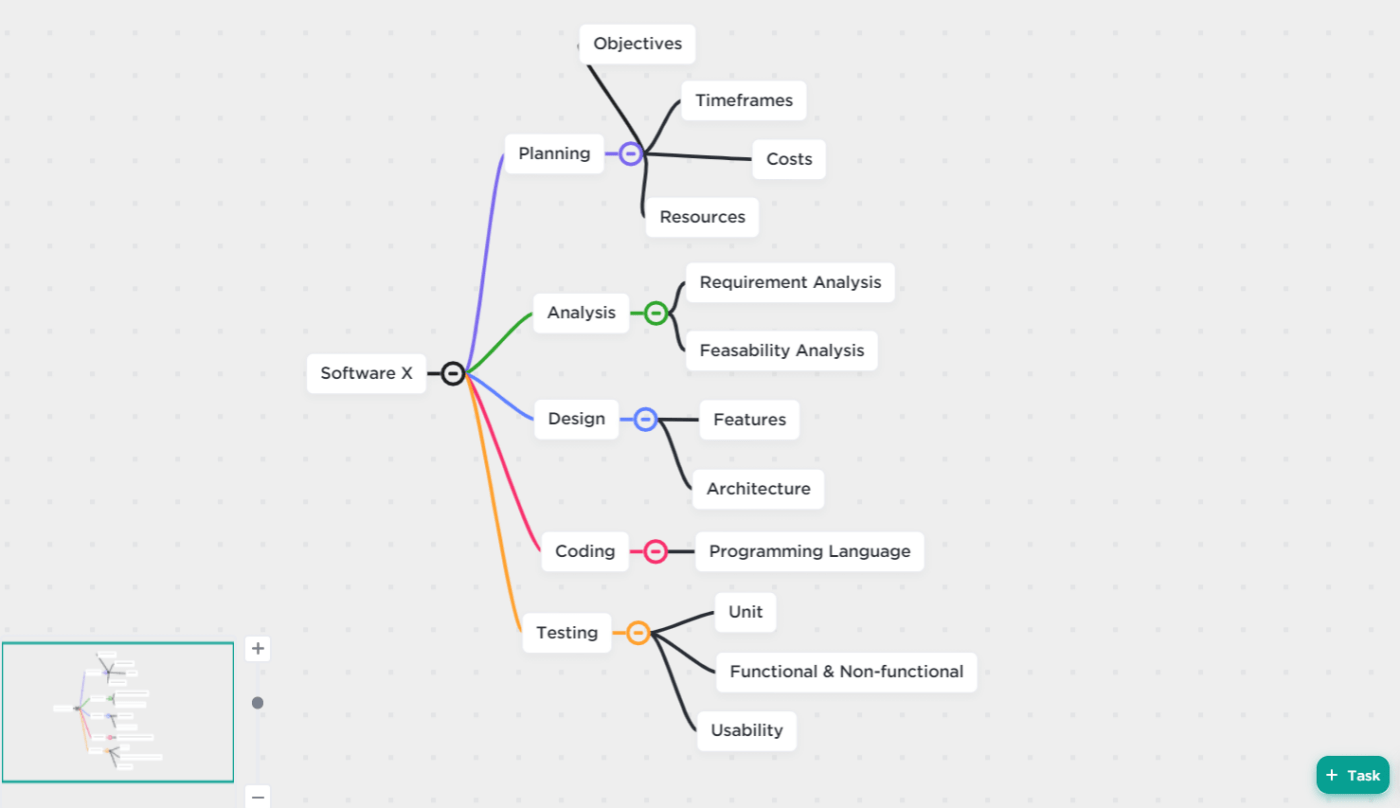 Objectives
Timeframes
Planning
Costs
Resources
Requirement Analysis
Analysis
Feasability Analysis
Software X
Design
Features
Architecture
Coding
Programming Language
Unit
Testing
Functional & Non-functional
Usability
+ Task